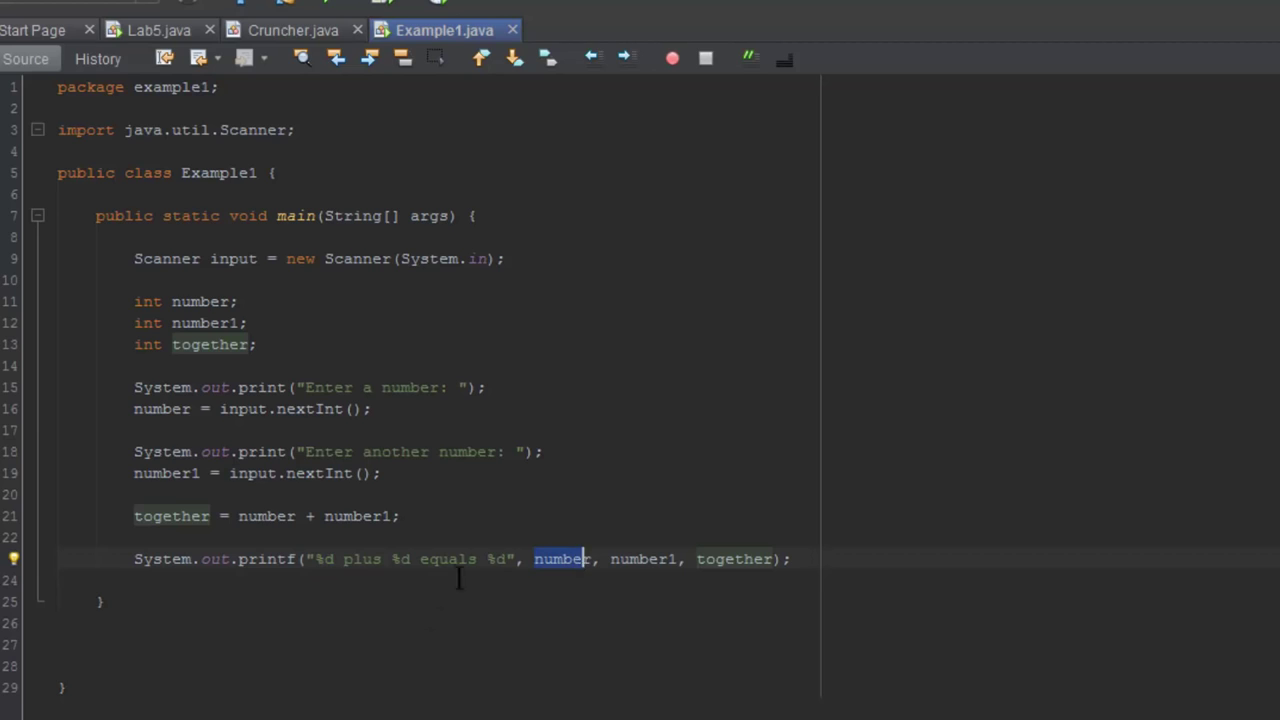 Start Page Lab5.java Cruncher.java Example1.java
Source History
1 package example1;
2
3 import java.util.Scanner;
4
5 public class Example1 {
6
7 public static void main(String[] args) {
8
9 Scanner input = new Scanner(System.in);
10
11 int number;
12 int number1;
13 int together;
14
15 System.out.print("Enter a number: ");
16 number = input.nextInt();
17
18 System.out.print("Enter another number: ");
19 number1 = input.nextInt();
20
21 together = number + number1;
22
System.out.printf("%d plus %d equals %d", number, number1, together);
24
25 }
26
27
28
29 }